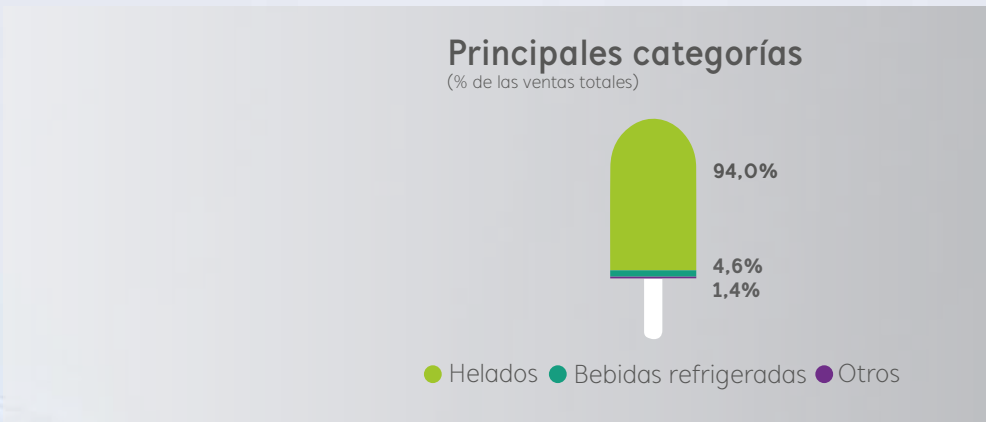 Principales categorías
(% de las ventas totales)
94,0%
4,6%
1,4%
Helados Bebidas refrigeradas Otros